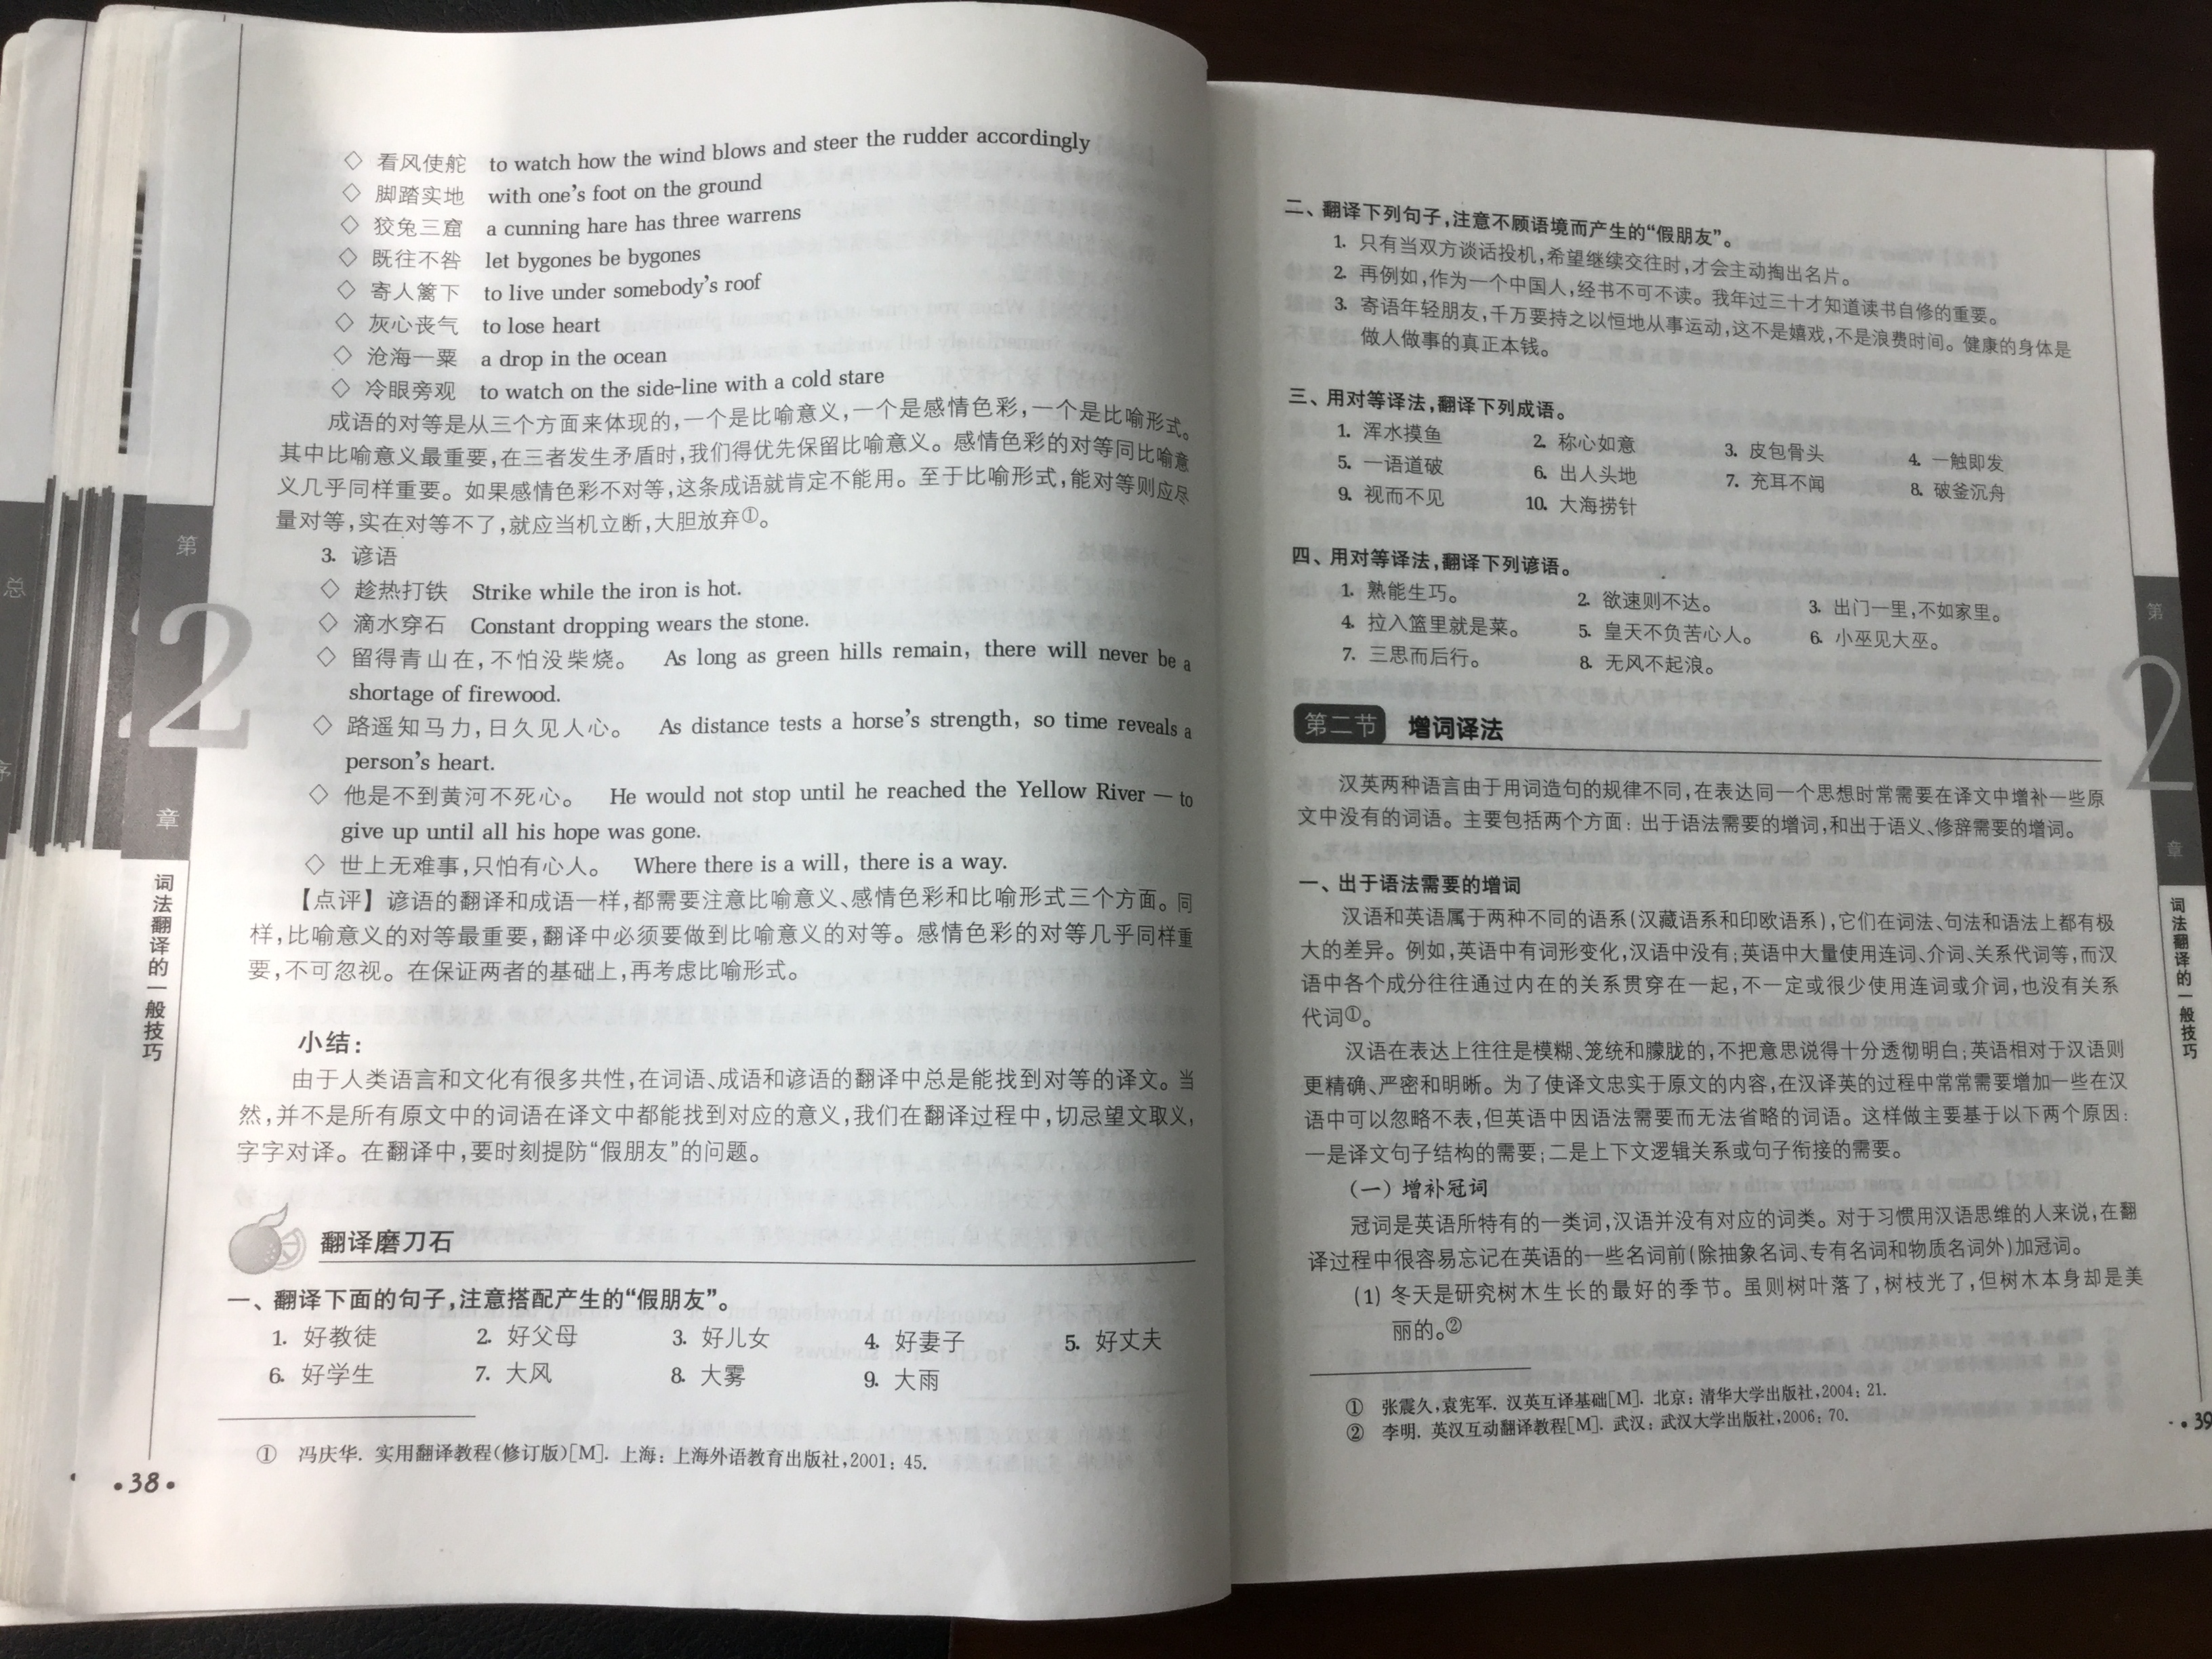 ◇ 看风使舵 to watch how the wind blows and steer the rudder accordingly
◇ 脚踏实地 with one's foot on the ground
◇ 狡兔三窟 a cunning hare has three warrens
◇ 既往不咎 let bygones be bygones
◇ 寄人篱下 to live under somebody's roof
◇ 灰心丧气 to lose heart
◇ 沧海一粟 a drop in the ocean
◇ 冷眼旁观 to watch on the side-line with a cold stare
成语的对等是从三个方面来体现的,一个是比喻意义,一个是感情色彩,一个是比喻形式。
其中比喻意义最重要,在三者发生矛盾时,我们得优先保留比喻意义。感情色彩的对等同比喻意
义几乎同样重要。如果感情色彩不对等,这条成语就肯定不能用。至于比喻形式,能对等则应尽
量对等,实在对等不了,就应当机立断,大胆放弃①。
3. 谚语
◇ 趁热打铁 Strike while the iron is hot.
◇ 滴水穿石 Constant dropping wears the stone.
◇ 留得青山在,不怕没柴烧。 As long as green hills remain, there will never be a
shortage of firewood.
◇ 路遥知马力,日久见人心。 As distance tests a horse's strength, so time reveals a
person's heart.
◇ 他是不到黄河不死心。 He would not stop until he reached the Yellow River — to
give up until all his hope was gone.
◇ 世上无难事,只怕有心人。 Where there is a will, there is a way.
【点评】谚语的翻译和成语一样,都需要注意比喻意义、感情色彩和比喻形式三个方面。同
样,比喻意义的对等最重要,翻译中必须要做到比喻意义的对等。感情色彩的对等几乎同样重
要,不可忽视。在保证两者的基础上,再考虑比喻形式。
小结:
由于人类语言和文化有很多共性,在词语、成语和谚语的翻译中总是能找到对等的译文。当
然,并不是所有原文中的词语在译文中都能找到对应的意义,我们在翻译过程中,切忌望文取义,
字字对译。在翻译中,要时刻提防“假朋友”的问题。
翻译磨刀石
一、翻译下面的句子,注意搭配产生的“假朋友”。
1. 好教徒 2. 好父母 3. 好儿女 4. 好妻子 5. 好丈夫
6. 好学生 7. 大风 8. 大雾 9. 大雨
① 冯庆华. 实用翻译教程(修订版)[M]. 上海:上海外语教育出版社,2001:45.
•38•
第
2
章
词法翻译的一般技巧
二、翻译下列句子,注意不顾语境而产生的“假朋友”。
1. 只有当双方谈话投机,希望继续交往时,才会主动掏出名片。
2. 再例如,作为一个中国人,经书不可不读。我年过三十才知道读书自修的重要。
3. 寄语年轻朋友,千万要持之以恒地从事运动,这不是嬉戏,不是浪费时间。健康的身体是
做人做事的真正本钱。
三、用对等译法,翻译下列成语。
1. 浑水摸鱼 2. 称心如意 3. 皮包骨头 4. 一触即发
5. 一语道破 6. 出人头地 7. 充耳不闻 8. 破釜沉舟
9. 视而不见 10. 大海捞针
四、用对等译法,翻译下列谚语。
1. 熟能生巧。 2. 欲速则不达。 3. 出门一里,不如家里。
4. 拉入篮里就是菜。 5. 皇天不负苦心人。 6. 小巫见大巫。
7. 三思而后行。 8. 无风不起浪。
第二节 增词译法
汉英两种语言由于用词造句的规律不同,在表达同一个思想时常需要在译文中增补一些原
文中没有的词语。主要包括两个方面:出于语法需要的增词,和出于语义、修辞需要的增词。
一、出于语法需要的增词
汉语和英语属于两种不同的语系(汉藏语系和印欧语系),它们在词法、句法和语法上都有极
大的差异。例如,英语中有词形变化,汉语中没有;英语中大量使用连词、介词、关系代词等,而汉
语中各个成分往往通过内在的关系贯穿在一起,不一定或很少使用连词或介词,也没有关系
代词①。
汉语在表达上往往是模糊、笼统和朦胧的,不把意思说得十分透彻明白;英语相对于汉语则
更精确、严密和明晰。为了使译文忠实于原文的内容,在汉译英的过程中常常需要增加一些在汉
语中可以忽略不表,但英语中因语法需要而无法省略的词语。这样做主要基于以下两个原因:
一是译文句子结构的需要;二是上下文逻辑关系或句子衔接的需要。
(一) 增补冠词
冠词是英语所特有的一类词,汉语并没有对应的词类。对于习惯用汉语思维的人来说,在翻
译过程中很容易忘记在英语的一些名词前(除抽象名词、专有名词和物质名词外)加冠词。
(1) 冬天是研究树木生长的最好的季节。虽则树叶落了,树枝光了,但树木本身却是美
丽的。②
① 张震久,袁宪军. 汉英互译基础[M]. 北京:清华大学出版社,2004:21.
② 李明. 英汉互动翻译教程[M]. 武汉:武汉大学出版社,2006:70.
•39
第
2
章
词法翻译的一般技巧